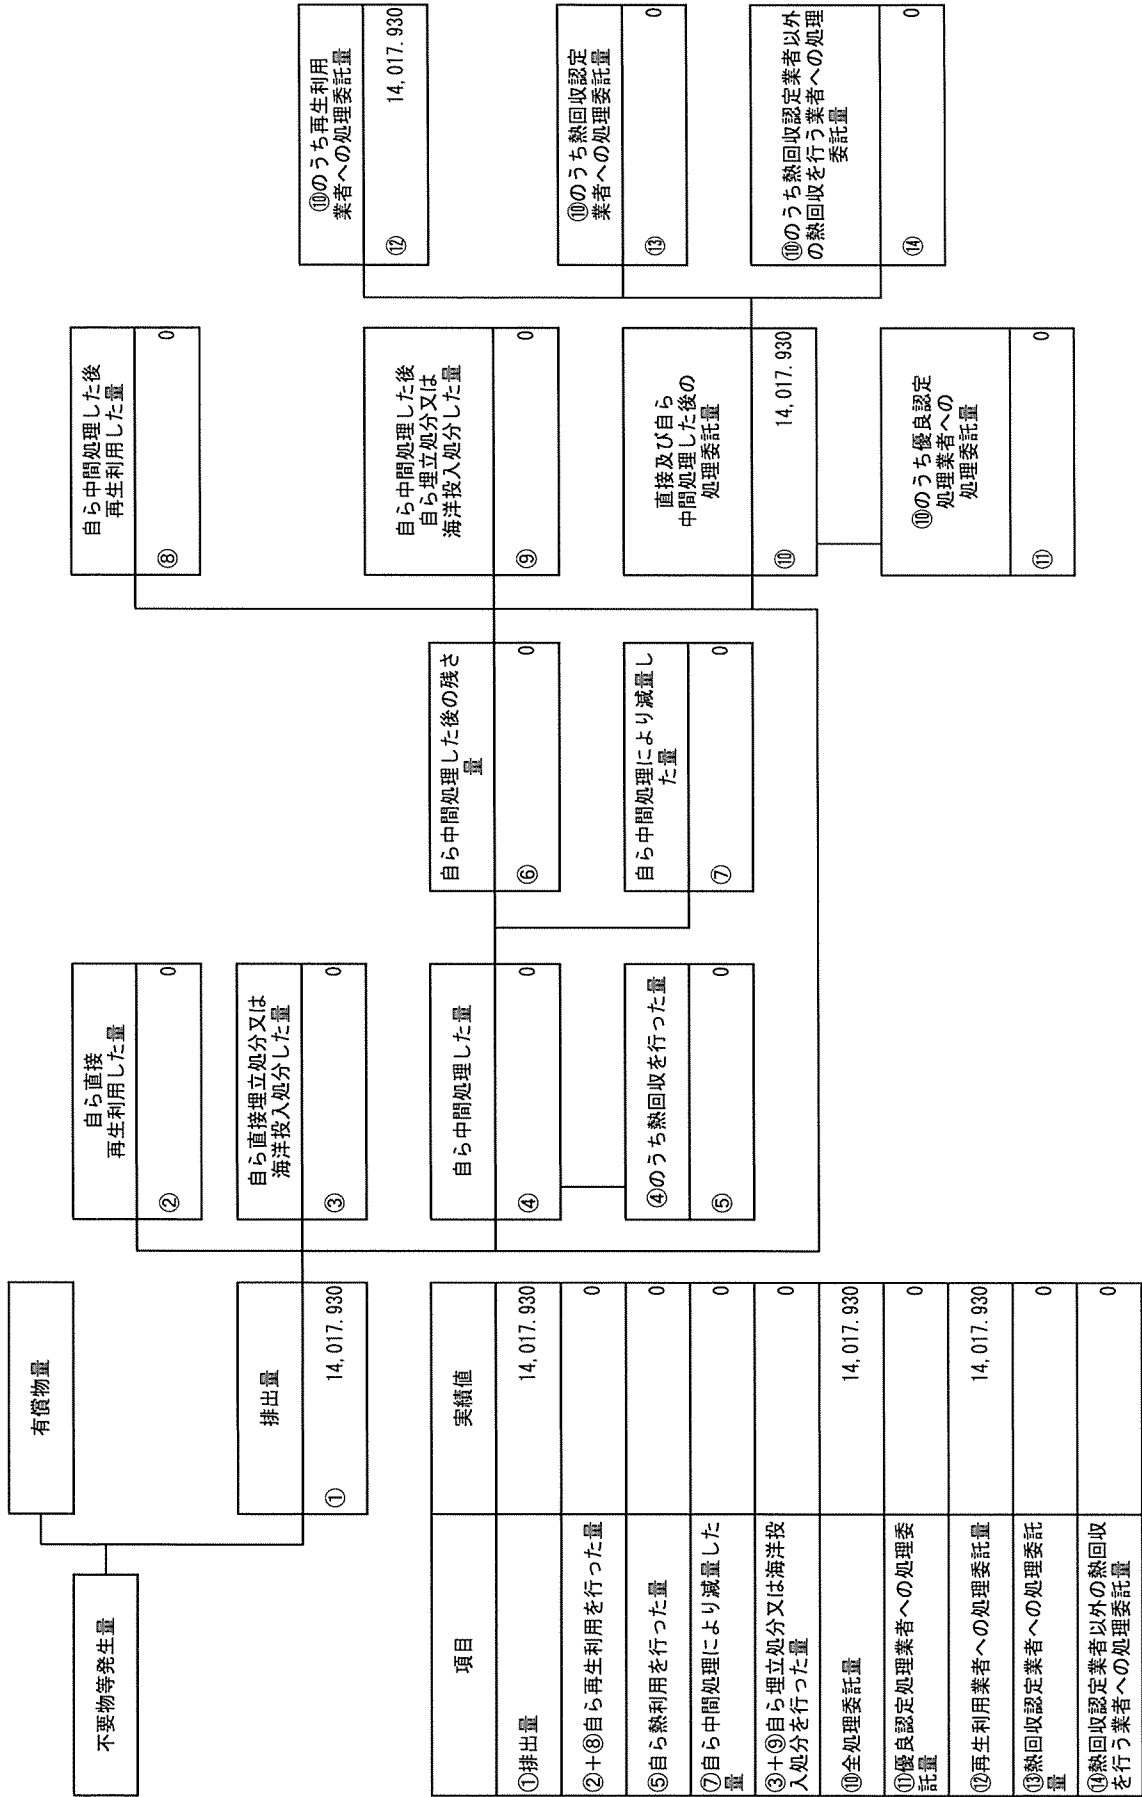 不要物等発生量
有償物量
排出量
① 14,017.930
自ら直接
再生利用した量
② 0
自ら直接埋立処分又は
海洋投入処分した量
③ 0
自ら中間処理した量
④ 0
④のうち熱回収を行った量
⑤ 0
自ら中間処理した後の残さ
量
⑥ 0
自ら中間処理により減量し
た量
⑦ 0
自ら中間処理した後
再生利用した量
⑧ 0
自ら中間処理した後
自ら埋立処分又は
海洋投入処分した量
⑨ 0
直接及び自ら
中間処理した後の
処理委託量
⑩ 14,017.930
⑩のうち優良認定
処理業者への
処理委託量
⑪ 0
⑩のうち再生利用
業者への処理委託量
⑫ 14,017.930
⑩のうち熱回収認定
業者への処理委託量
⑬ 0
⑩のうち熱回収認定業者以外
の熱回収を行う業者への処理
委託量
⑭ 0
項目 実績値
①排出量 14,017.930
②+⑧自ら再生利用を行った量 0
⑤自ら熱利用を行った量 0
⑦自ら中間処理により減量した
量 0
③+⑨自ら埋立処分又は海洋投
入処分を行った量 0
⑩全処理委託量 14,017.930
⑪優良認定処理業者への処理委
託量 0
⑫再生利用業者への処理委託量 14,017.930
⑬熱回収認定業者への処理委託
量 0
⑭熱回収認定業者以外の熱回収
を行う業者への処理委託量 0